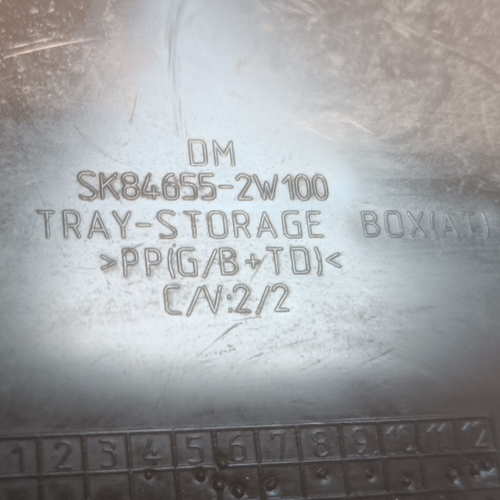 DM
SK84655-2W100
TRAY-STORAGE BOX(AT)
>PP(G/B+TD)<
C/V:2/2
1 2 3 4 5 6 7 8 9 10 11 12